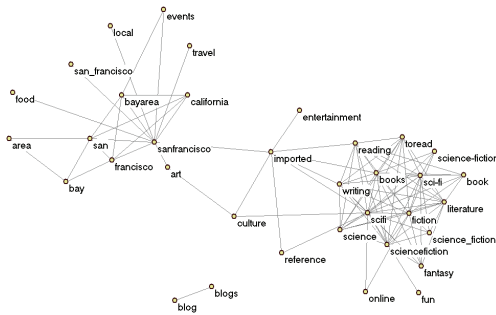 events
local
travel
san_francisco
food
bayarea
california
area
san
sanfrancisco
entertainment
francisco
art
imported
bay
reading
toread
science-fiction
books
sci-fi
book
writing
literature
culture
scifi
fiction
science
science_fiction
sciencefiction
reference
fantasy
blogs
blog
online
fun